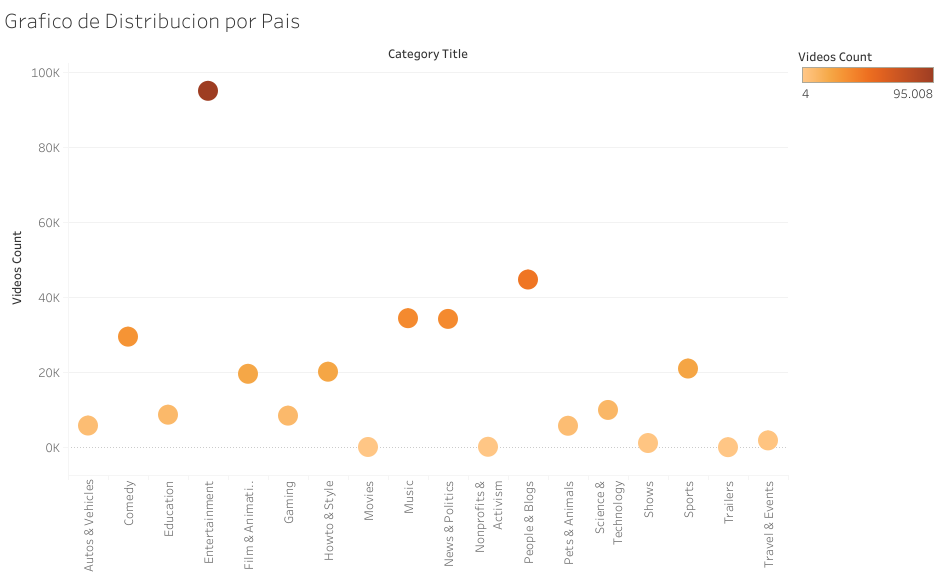 Grafico de Distribucion por Pais
Category Title
Videos Count
4 95.008
Videos Count
100K
80K
60K
40K
20K
0K
Autos & Vehicles
Comedy
Education
Entertainment
Film & Animati..
Gaming
Howto & Style
Movies
Music
News & Politics
Nonprofits &
Activism
People & Blogs
Pets & Animals
Science &
Technology
Shows
Sports
Trailers
Travel & Events